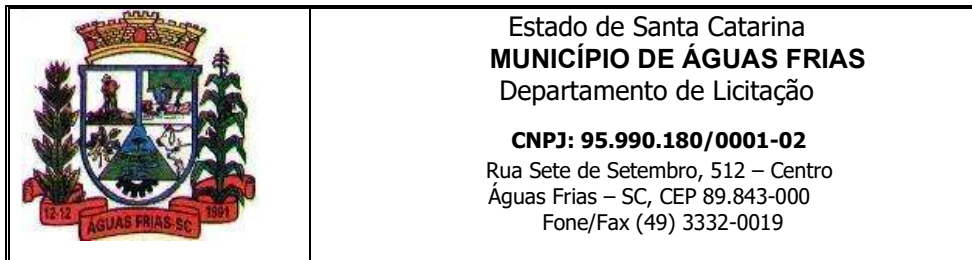 Estado de Santa Catarina
MUNICÍPIO DE ÁGUAS FRIAS
Departamento de Licitação
CNPJ: 95.990.180/0001-02
Rua Sete de Setembro, 512 – Centro
Águas Frias – SC, CEP 89.843-000
Fone/Fax (49) 3332-0019
12-12
ÁGUAS FRIAS-SC
1991